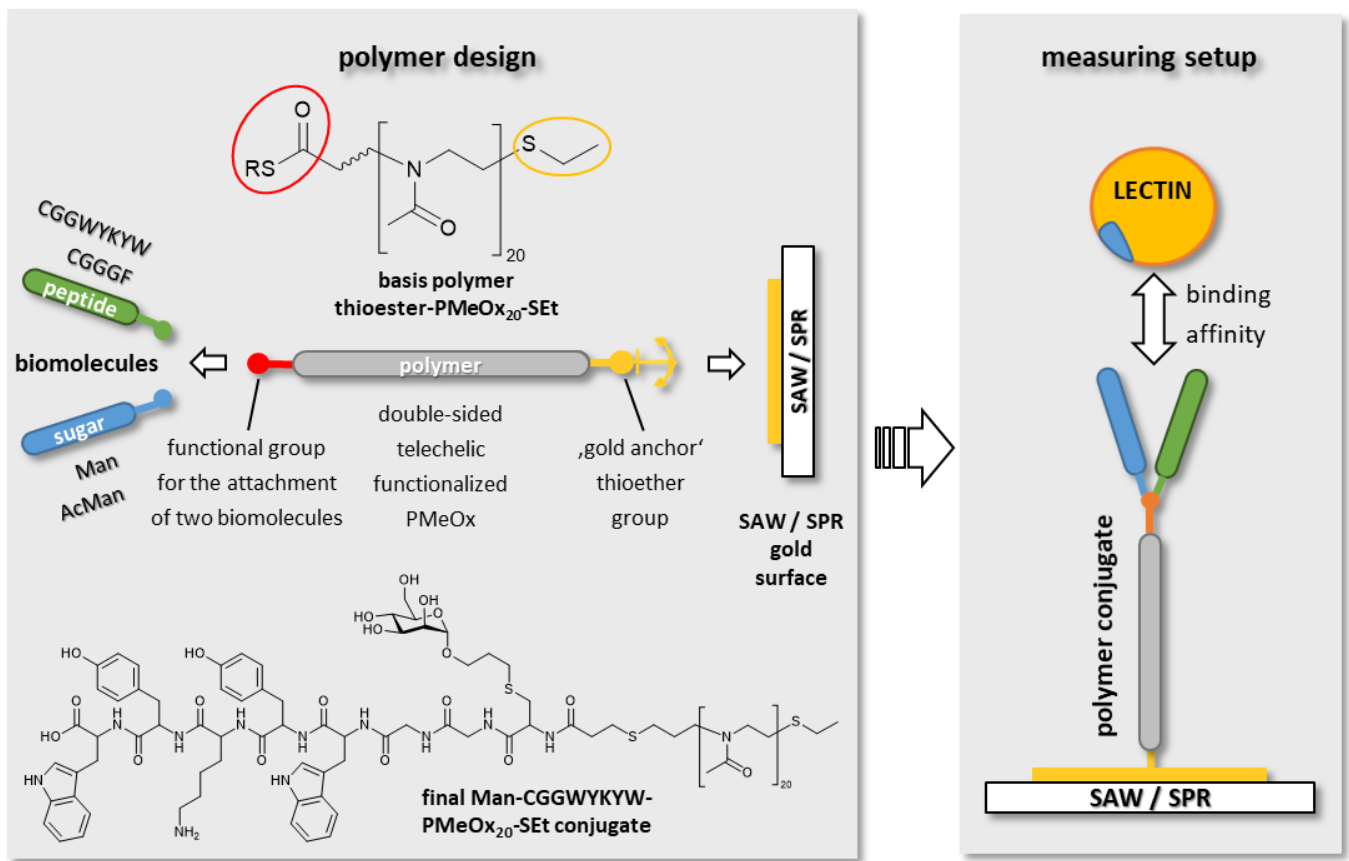 polymer design
O
RS
N
O
S
20
basis polymer
thioester-PMeOx20-SEt
CGGWYKYW
CGGGF
peptide
biomolecules
sugar
Man
AcMan
polymer
functional group
for the attachment
of two biomolecules
double-sided
telechelic
functionalized
PMeOx
‚gold anchor‘
thioether
group
SAW / SPR
SAW / SPR
gold
surface
OH
HO
OH
HO
HO
O
O
S
HO
HO
O
HO
H
N
O
N
H
O
H
N
O
N
H
O
H
N
O
N
H
O
H
N
O
N
H
O
S
N
O
20
S
HN
NH2
HN
final Man-CGGWYKYW-
PMeOx20-SEt conjugate
measuring setup
LECTIN
binding
affinity
polymer conjugate
SAW / SPR